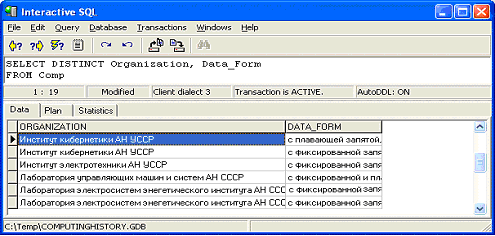 Interactive SQL
File Edit Query Database Transactions Windows Help
SELECT DISTINCT Organization, Data_Form
FROM Comp
1 : 19 Modified Client dialect 3 Transaction is ACTIVE. AutoDDL: ON
Data Plan Statistics
ORGANIZATION DATA_FORM
Институт кибернетики АН УССР с плавающей запятой,
Институт кибернетики АН УССР с фиксированной запя
Институт электротехники АН УССР с фиксированной запя
Лаборатория управляющих машин и систем АН СССР с фиксированной и пла
Лаборатория электросистем энегетического института АН ССС с фиксированной запя
Лаборатория электросистем энегетического института АН ССС с фиксированной запя
C:\Temp\COMPUTINGHISTORY.GDB